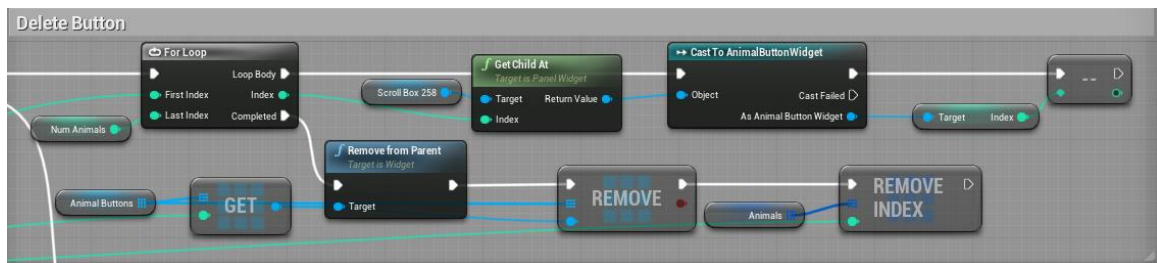 Delete Button
For Loop
First Index
Last Index
Loop Body
Index
Completed
Num Animals
Scroll Box 258
Get Child At
Target is Panel Widget
Target
Index
Return Value
Cast To AnimalButtonWidget
Object
Cast Failed
As Animal Button Widget
Target
Index
--
Remove from Parent
Target is Widget
Target
Animal Buttons
GET
REMOVE
Animals
REMOVE
INDEX